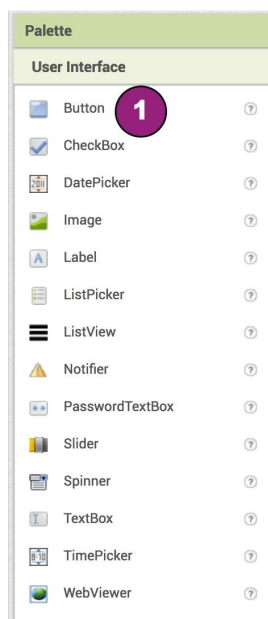 Palette
User Interface
Button 1 ?
CheckBox ?
DatePicker ?
Image ?
A Label ?
ListPicker ?
ListView ?
Notifier ?
PasswordTextBox ?
Slider ?
Spinner ?
TextBox ?
TimePicker ?
WebViewer ?